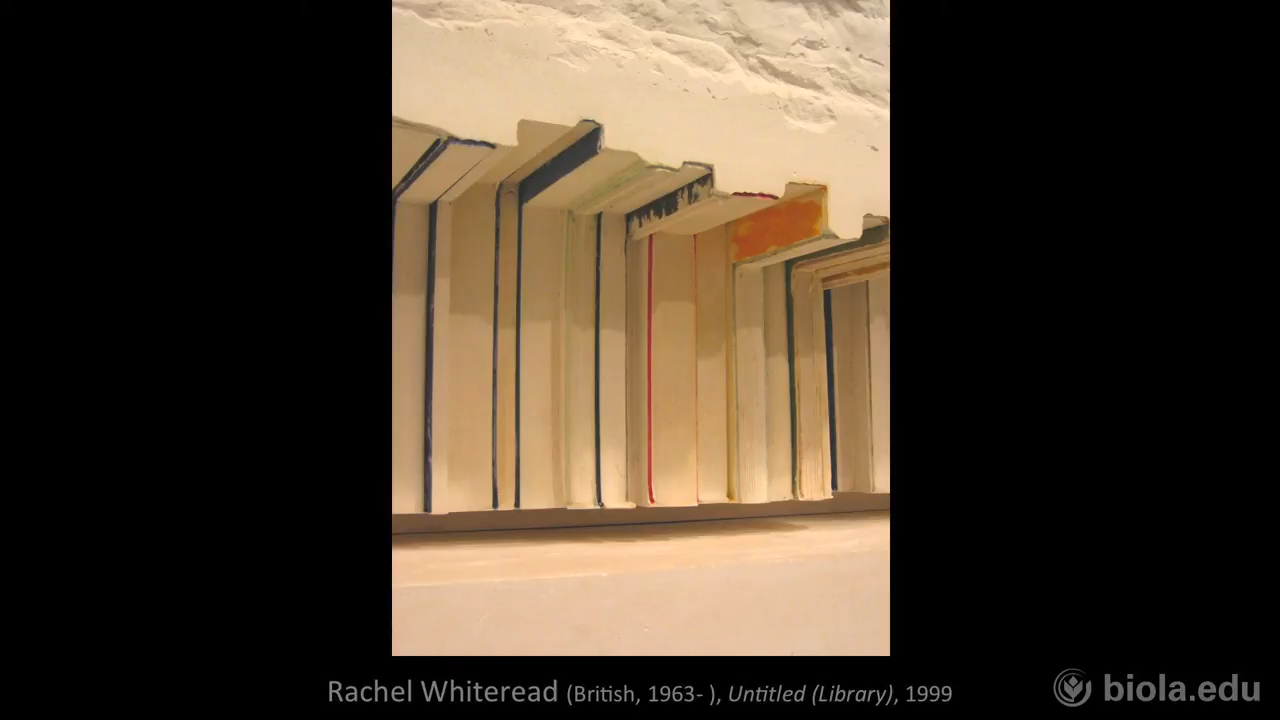 Rachel Whiteread (British, 1963- ), Untitled (Library), 1999
biola.edu